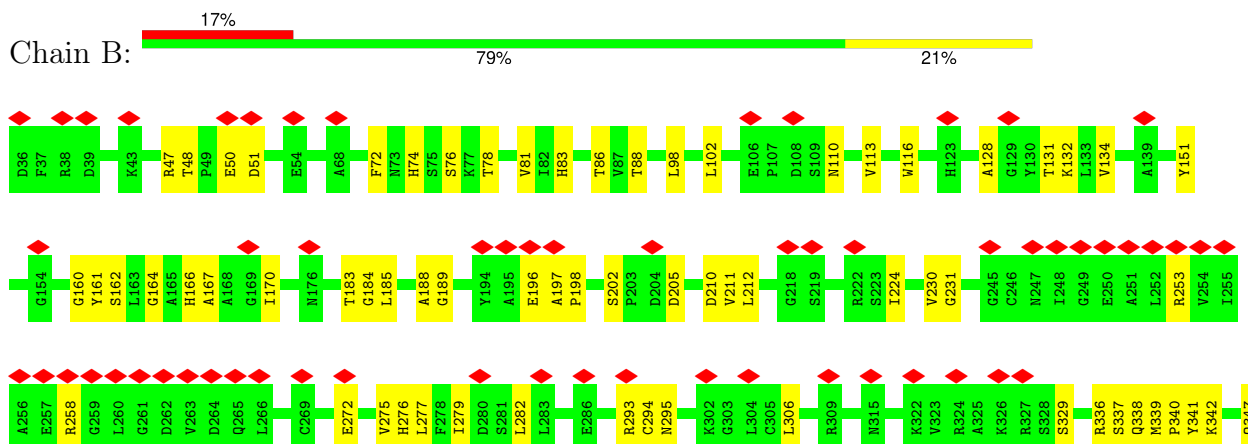 17%
Chain B:
79% 21%
D36 F37 R38 D39 K43 R47 T48 P49 E50 D51 E54 A68 F72 N73 H74 S75 S76 K77 T78 V81 I82 H83 T86 V87 T88 L98 L102 E106 P107 D108 S109 N110 V113 W116 H123 A128 G129 Y130 T131 K132 L133 V134 A139 Y151
G154 G160 Y161 S162 L163 G164 A165 H166 A167 A168 G169 I170 N176 T183 G184 L185 A188 G189 Y194 A195 E196 A197 P198 S202 P203 D204 D205 D210 V211 L212 G218 S219 R222 S223 I224 V230 G231 G245 C246 N247 I248 G249 E250 A251 L252 R253 V254 I255
A256 E257 R258 G259 L260 G261 D262 V263 D264 Q265 L266 C269 E272 V275 H276 L277 F278 I279 D280 S281 L282 L283 E286 R293 C294 N295 K302 G303 L304 C305 L306 R309 N315 K322 V323 R324 A325 K326 R327 S328 S329 R336 S337 Q338 M339 P340 Y341 K342